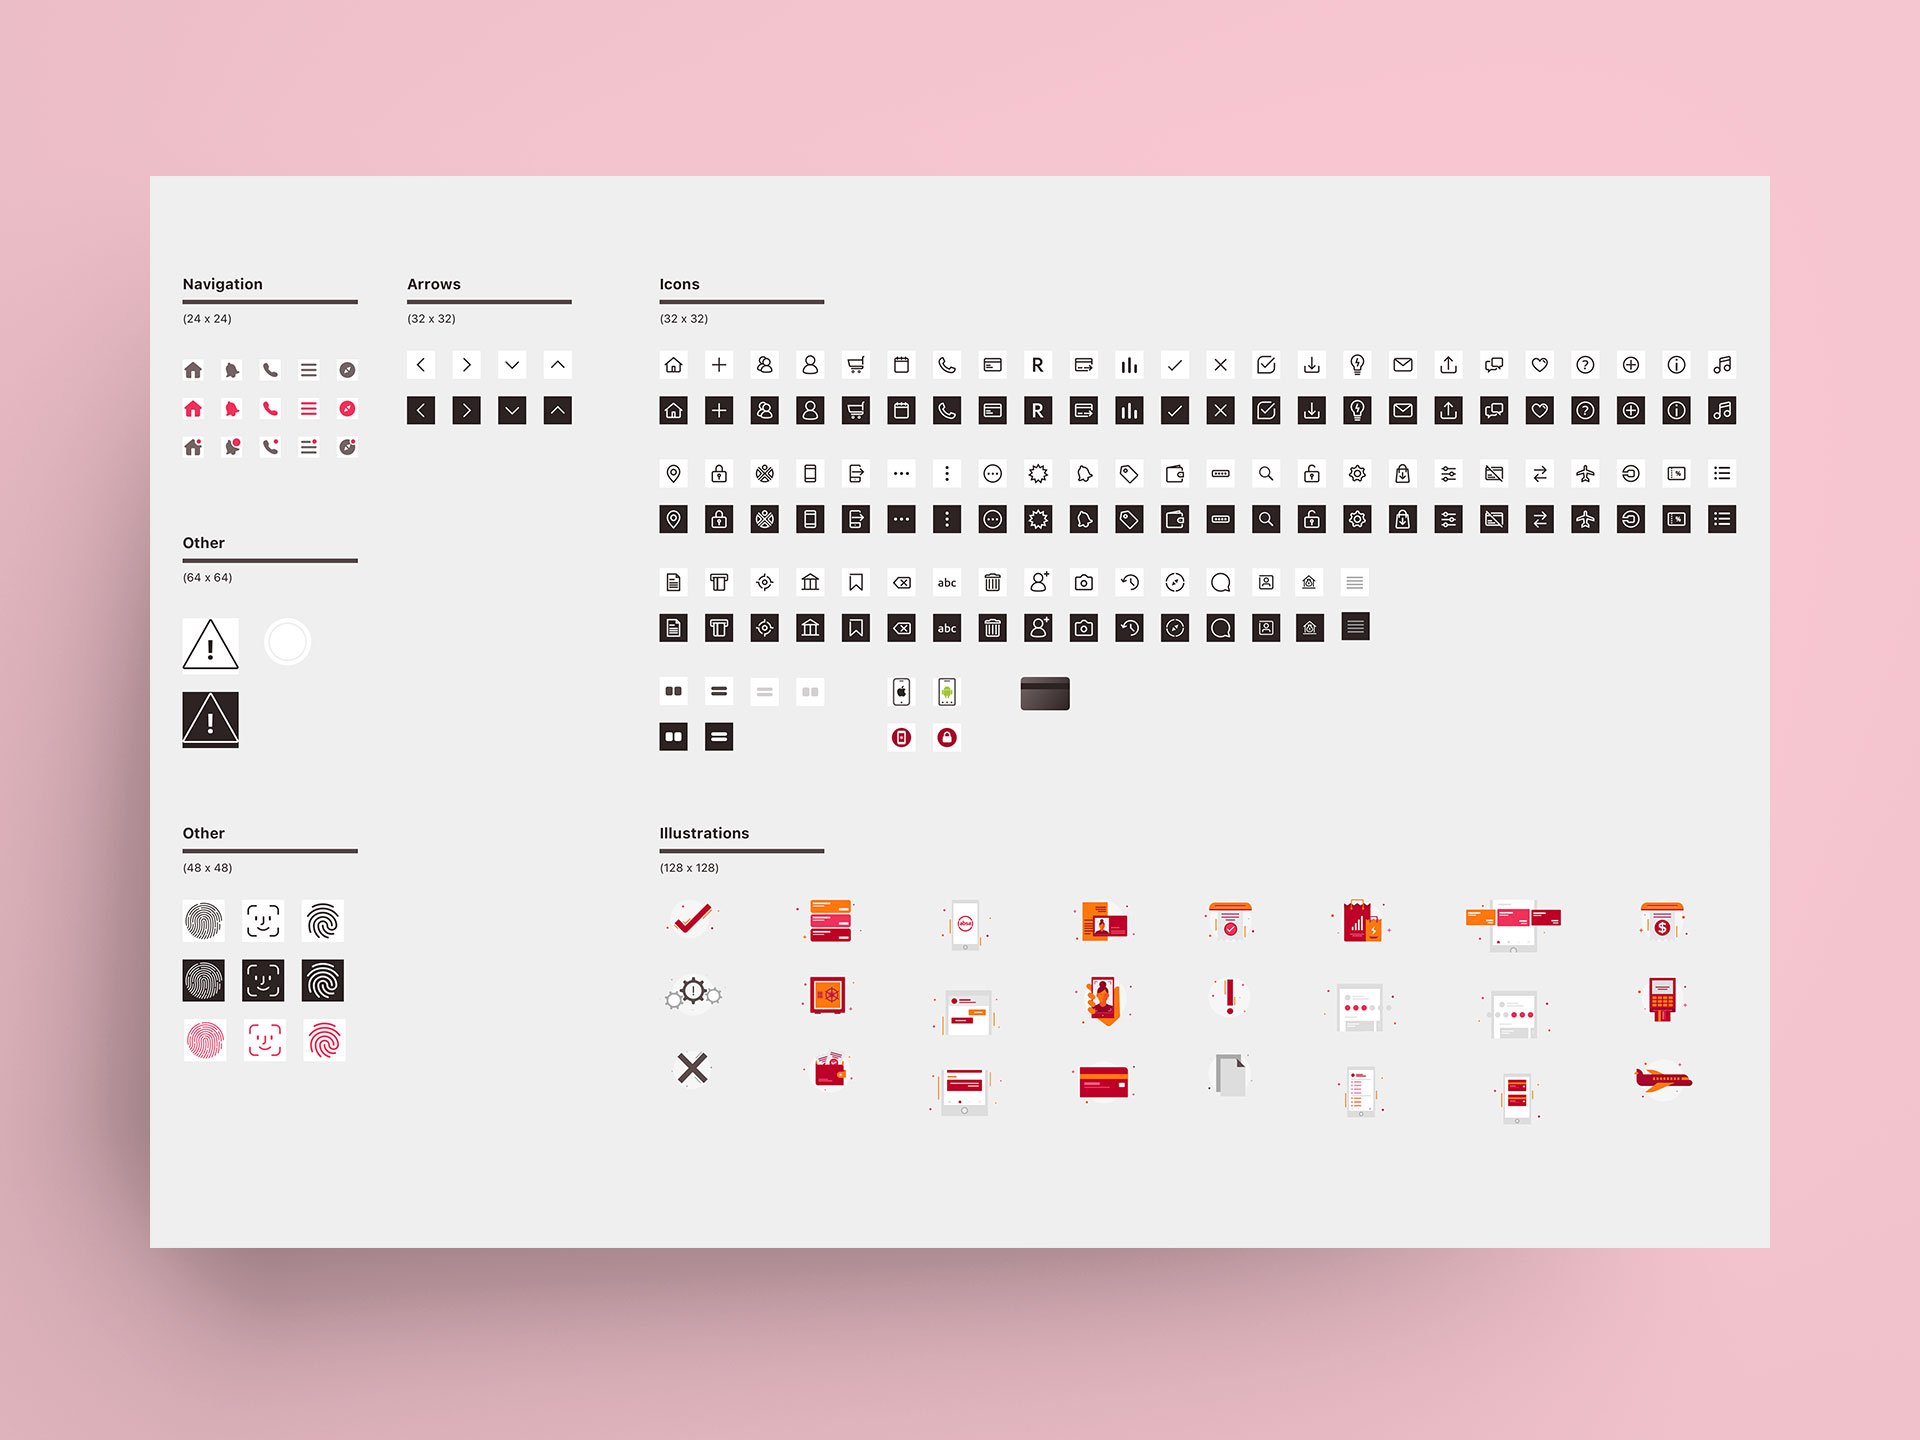 Navigation
(24 x 24)
Arrows
(32 x 32)
Icons
(32 x 32)
R
R
abc
abc
Other
(64 x 64)
!
!
Other
(48 x 48)
Illustrations
(128 x 128)
absa
$
!
!